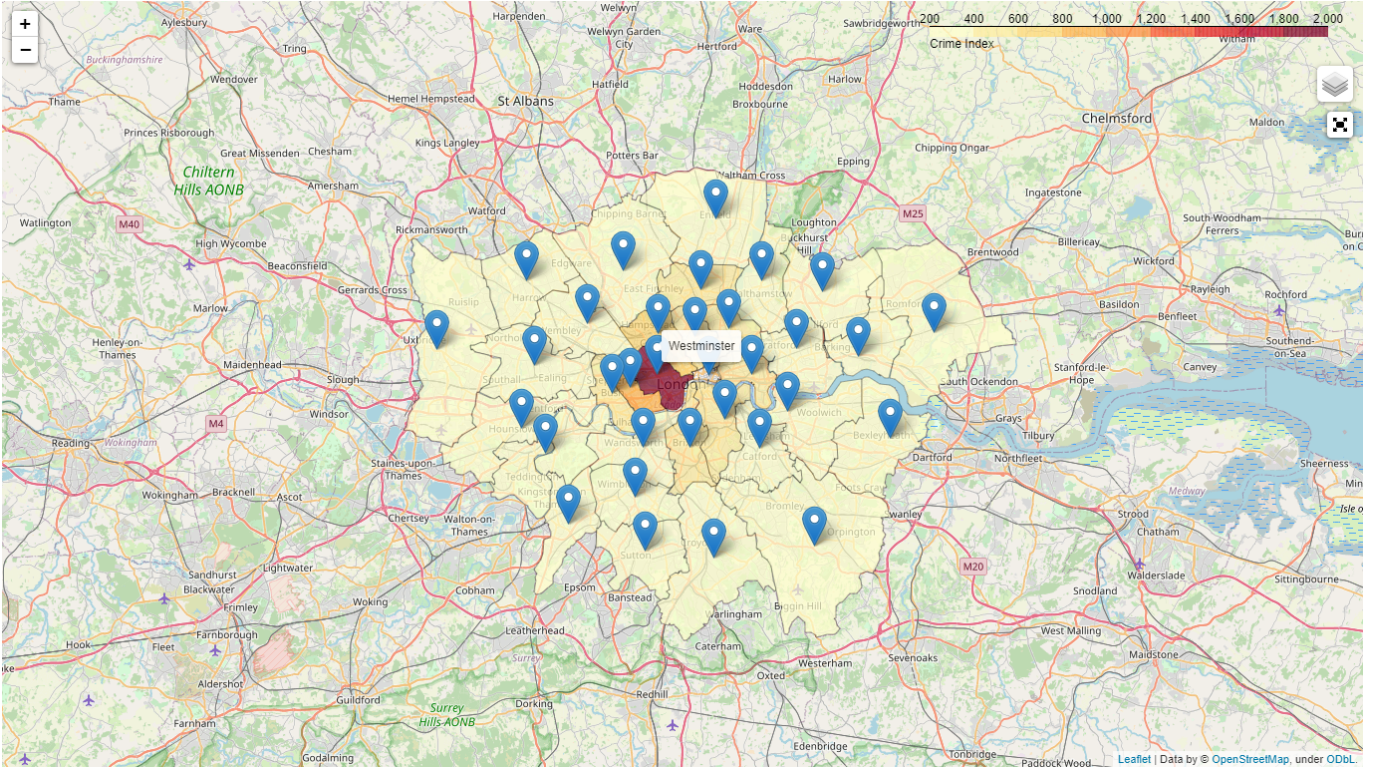 +
−
200 400 600 800 1,000 1,200 1,400 1,600 1,800 2,000
Crime Index
Aylesbury
Harpenden
Welwyn
Welwyn Garden
City
Ware
Sawbridgeworth
Witham
Tring
Hertford
Buckinghamshire
Wendover
Hatfield
Hoddesdon
Harlow
Thame
Hemel Hempstead
St Albans
Broxbourne
Chelmsford
Maldon
Princes Risborough
Kings Langley
Chipping Ongar
Great Missenden
Chesham
Potters Bar
Epping
Chiltern
Hills AONB
Amersham
Waltham Cross
Ingatestone
Watford
Chipping Barnet
Loughton
M25
South Woodham
Ferrers
Watlington
M40
Rickmansworth
Buckhurst
Hill
Billericay
High Wycombe
Brentwood
Wickford
Beaconsfield
Edgware
Gerrards Cross
East Finchley
Rayleigh
Rochford
Ruislip
Harrow
Walthamstow
Romford
Basildon
Marlow
Benfleet
Wembley
Ilford
Henley-on-
Thames
Westminster
Barking
Southend-
on-Sea
Maidenhead
Stanford-le-
Hope
Canvey
Slough
Southall
Ealing
London
South Ockendon
Windsor
Woolwich
Grays
M4
Hounslow
Tilbury
Reading
Wokingham
Wandsworth
Bexleyheath
Staines-upon-
Thames
Catford
Dartford
Northfleet
Sheerness
Teddington
Wokingham
Bracknell
Ascot
Kingston
Foots Cray
Medway
Chertsey
Walton-on-
Thames
Bromley
Swanley
Strood
Isle o
Orpington
Chatham
Sutton
M20
Lightwater
Sandhurst
Blackwater
Cobham
Epsom
Banstead
Biggin Hill
Walderslade
Sittingbourne
Frimley
Woking
Warlingham
Snodland
Farnborough
Leatherhead
West Malling
Hook
Fleet
Surrey
Caterham
Westerham
Sevenoaks
Maidstone
Oxted
Aldershot
Redhill
Guildford
Surrey
Hills AONB
Dorking
Farnham
Edenbridge
Tonbridge
Godalming
Paddock Wood
Leaflet | Data by © OpenStreetMap, under ODbL.